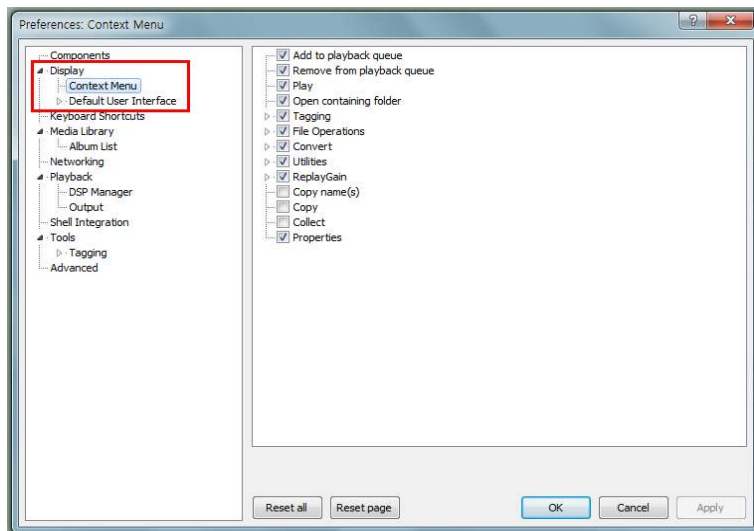 Preferences: Context Menu
?
Components
Display
Context Menu
Default User Interface
Keyboard Shortcuts
Media Library
Album List
Networking
Playback
DSP Manager
Output
Shell Integration
Tools
Tagging
Advanced
Add to playback queue
Remove from playback queue
Play
Open containing folder
Tagging
File Operations
Convert
Utilities
ReplayGain
Copy name(s)
Copy
Collect
Properties
Reset all
Reset page
OK
Cancel
Apply